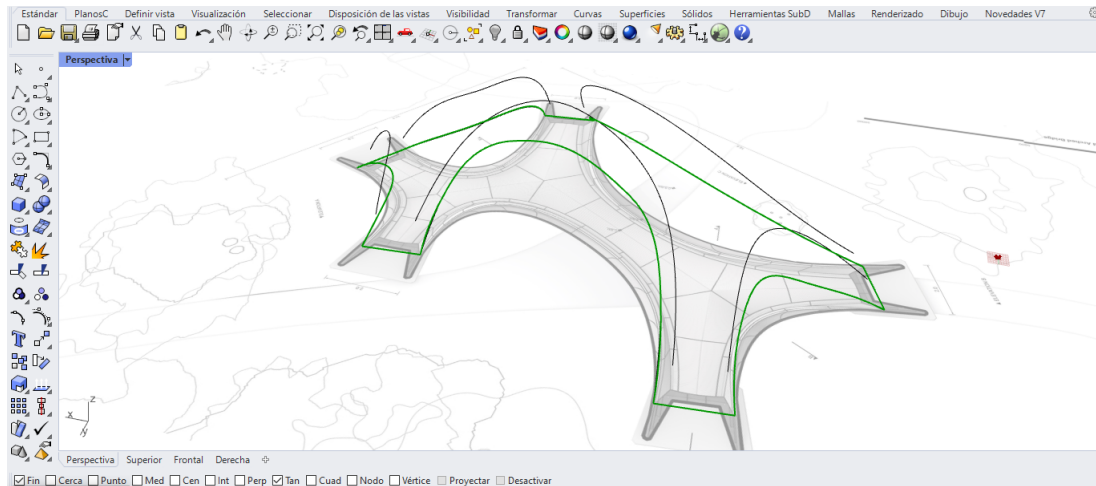 Estándar PlanosC Definir vista Visualización Seleccionar Disposición de las vistas Visibilidad Transformar Curvas Superficies Sólidos Herramientas SubD Mallas Renderizado Dibujo Novedades V7
Perspectiva
z
x
y
Perspectiva Superior Frontal Derecha
Fin Cerca Punto Med Cen Int Perp Tan Cuad Nodo Vértice Proyectar Desactivar